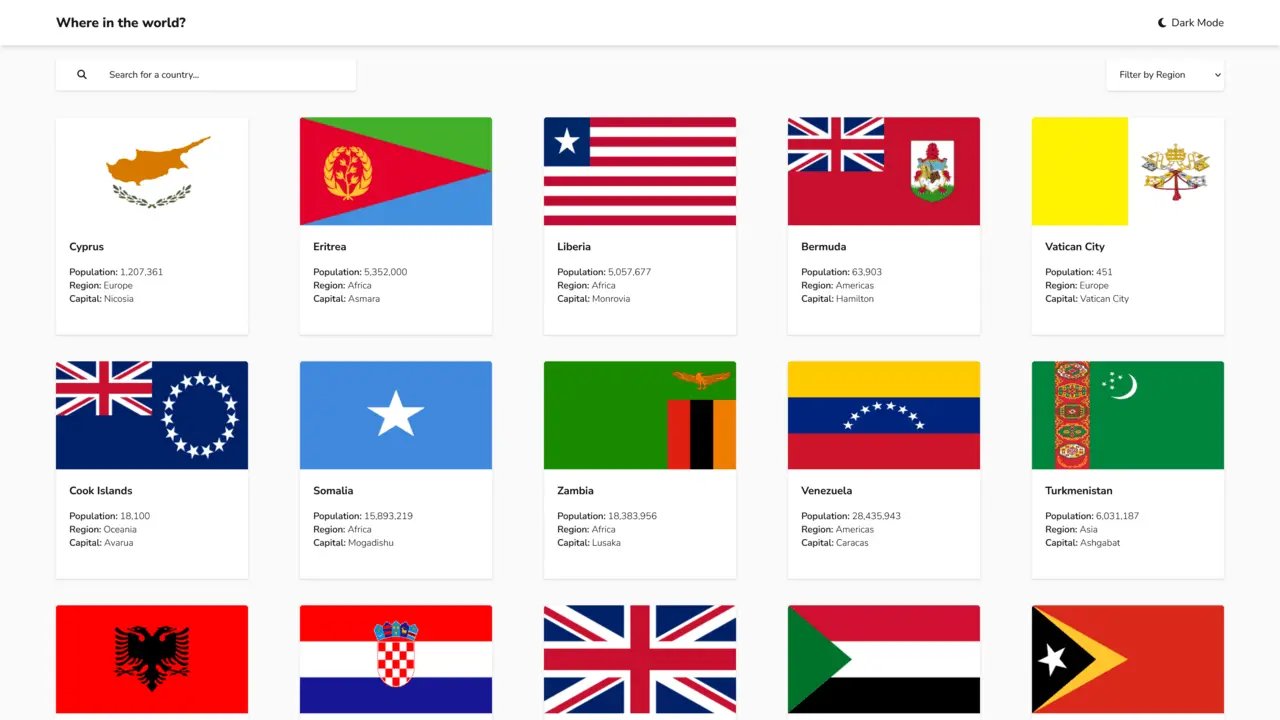 Where in the world?
Dark Mode
Search for a country...
Filter by Region
Cyprus
Population: 1,207,361
Region: Europe
Capital: Nicosia
Eritrea
Population: 5,352,000
Region: Africa
Capital: Asmara
Liberia
Population: 5,057,677
Region: Africa
Capital: Monrovia
Bermuda
Population: 63,903
Region: Americas
Capital: Hamilton
Vatican City
Population: 451
Region: Europe
Capital: Vatican City
Cook Islands
Population: 18,100
Region: Oceania
Capital: Avarua
Somalia
Population: 15,893,219
Region: Africa
Capital: Mogadishu
Zambia
Population: 18,383,956
Region: Africa
Capital: Lusaka
Venezuela
Population: 28,435,943
Region: Americas
Capital: Caracas
Turkmenistan
Population: 6,031,187
Region: Asia
Capital: Ashgabat